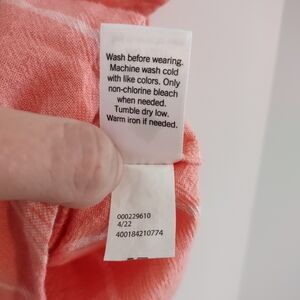 Wash before wearing.
Machine wash cold
with like colors. Only
non-chlorine bleach
when needed.
Tumble dry low.
Warm iron if needed.
000229610
4/22
400184210774